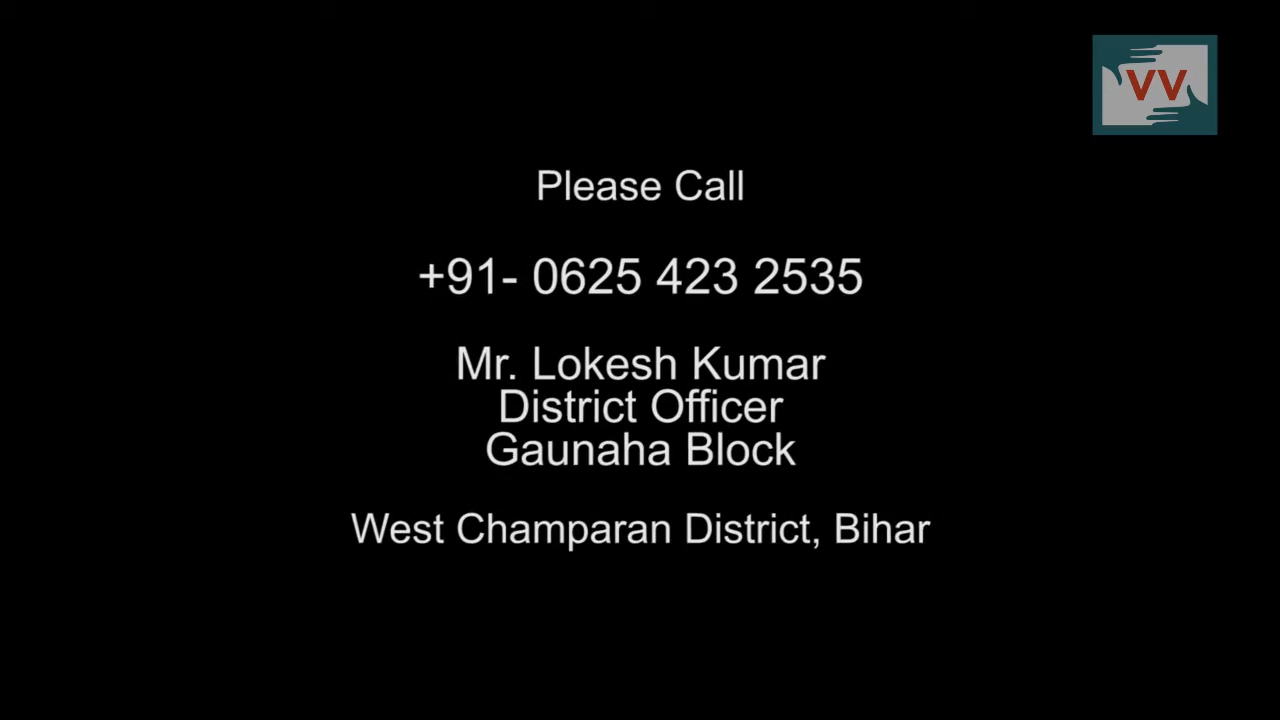 VV
Please Call
+91- 0625 423 2535
Mr. Lokesh Kumar
District Officer
Gaunaha Block
West Champaran District, Bihar